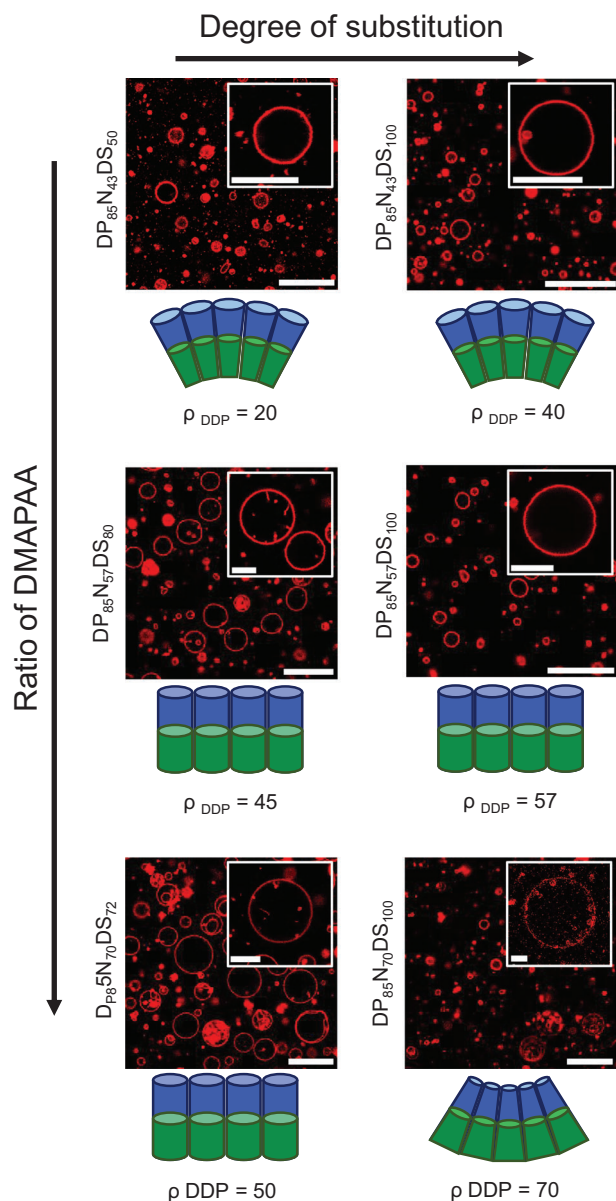 Degree of substitution
Ratio of DMAPAA
DP₈₅N₄₃DS₅₀
DP₈₅N₄₃DS₁₀₀
ρ DDP = 20
ρ DDP = 40
DP₈₅N₅₇DS₈₀
DP₈₅N₅₇DS₁₀₀
ρ DDP = 45
ρ DDP = 57
D_P85N₇₀DS₇₂
DP₈₅N₇₀DS₁₀₀
ρ DDP = 50
ρ DDP = 70